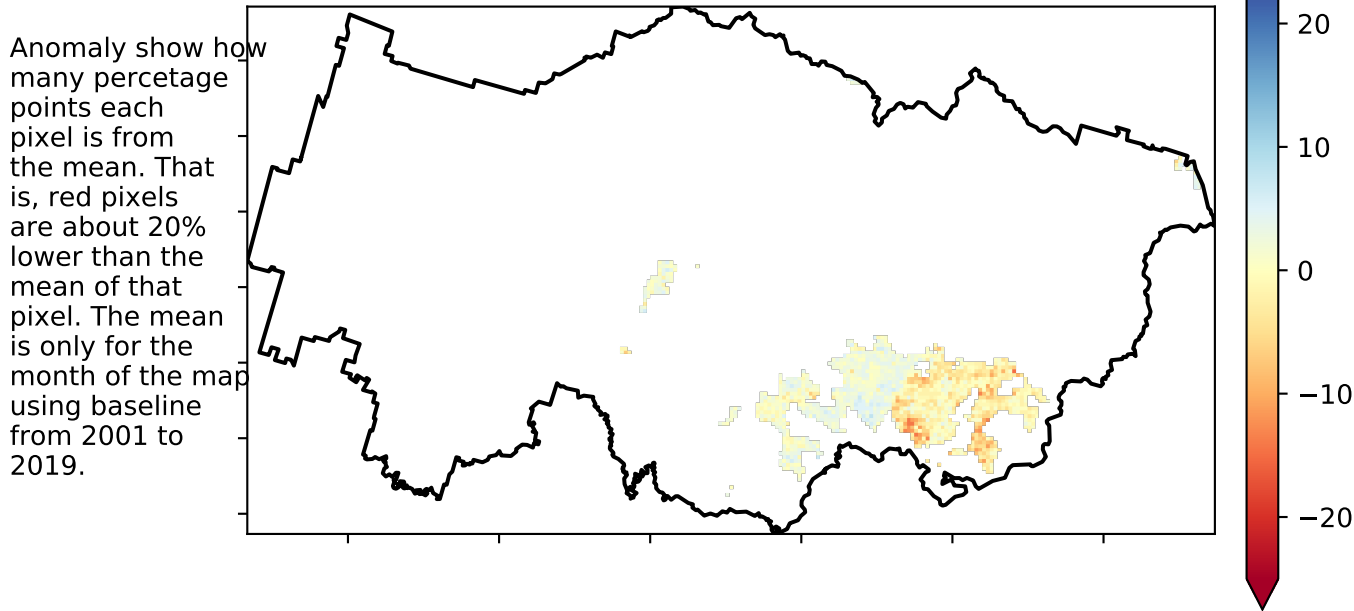 Anomaly show how
many percetage
points each
pixel is from
the mean. That
is, red pixels
are about 20%
lower than the
mean of that
pixel. The mean
is only for the
month of the map
using baseline
from 2001 to
2019.
20
10
0
−10
−20